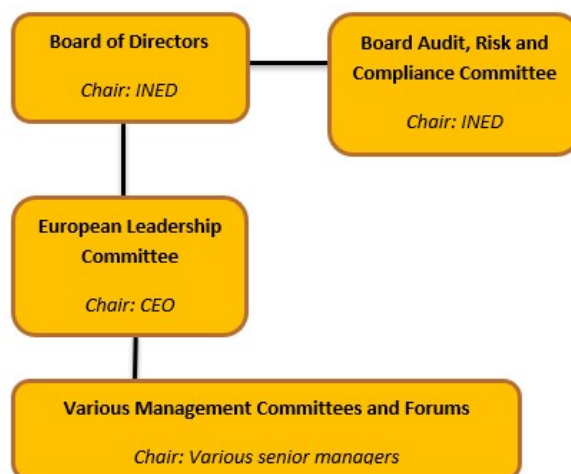 Board of Directors
Chair: INED
Board Audit, Risk and
Compliance Committee
Chair: INED
European Leadership
Committee
Chair: CEO
Various Management Committees and Forums
Chair: Various senior managers